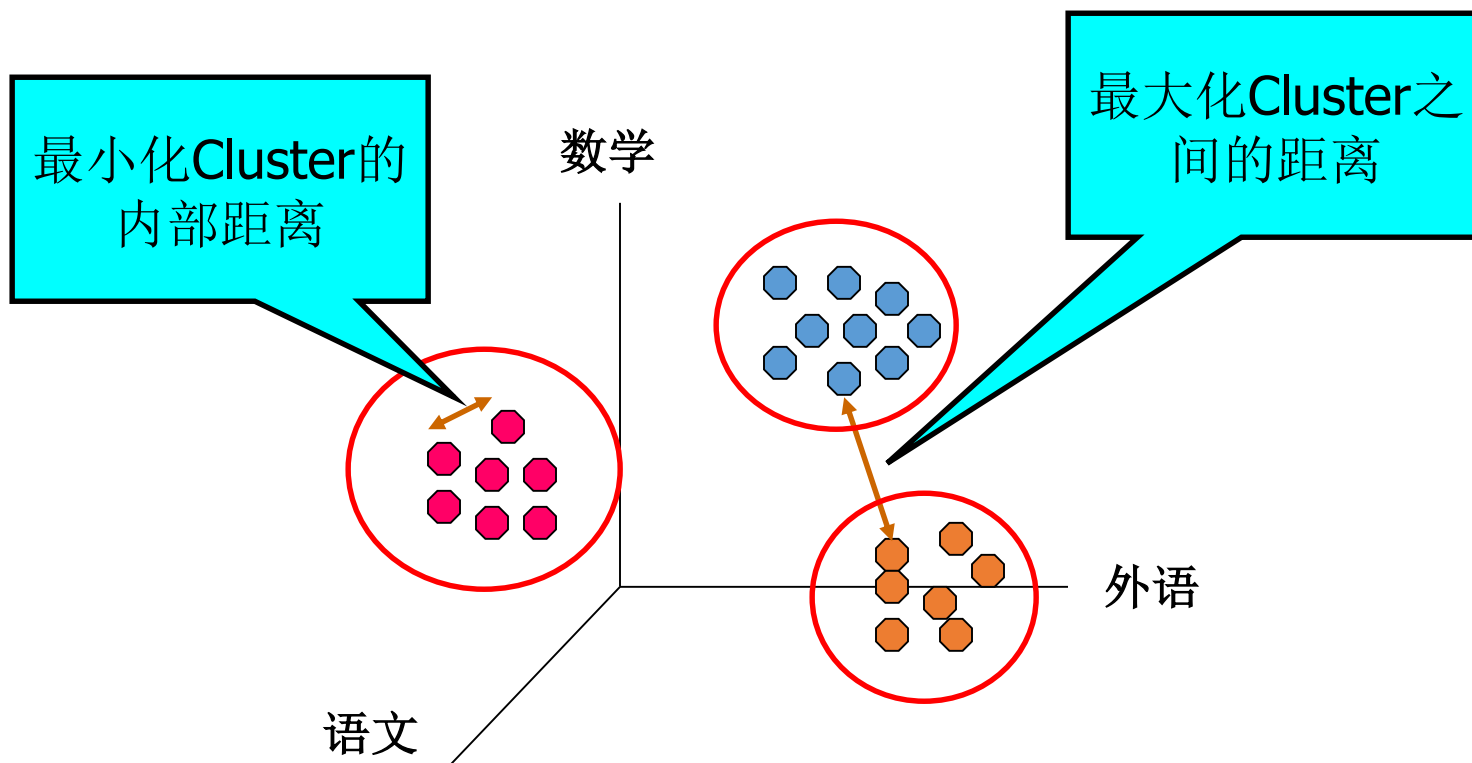 最小化Cluster的
内部距离
数学
最大化Cluster之
间的距离
外语
语文